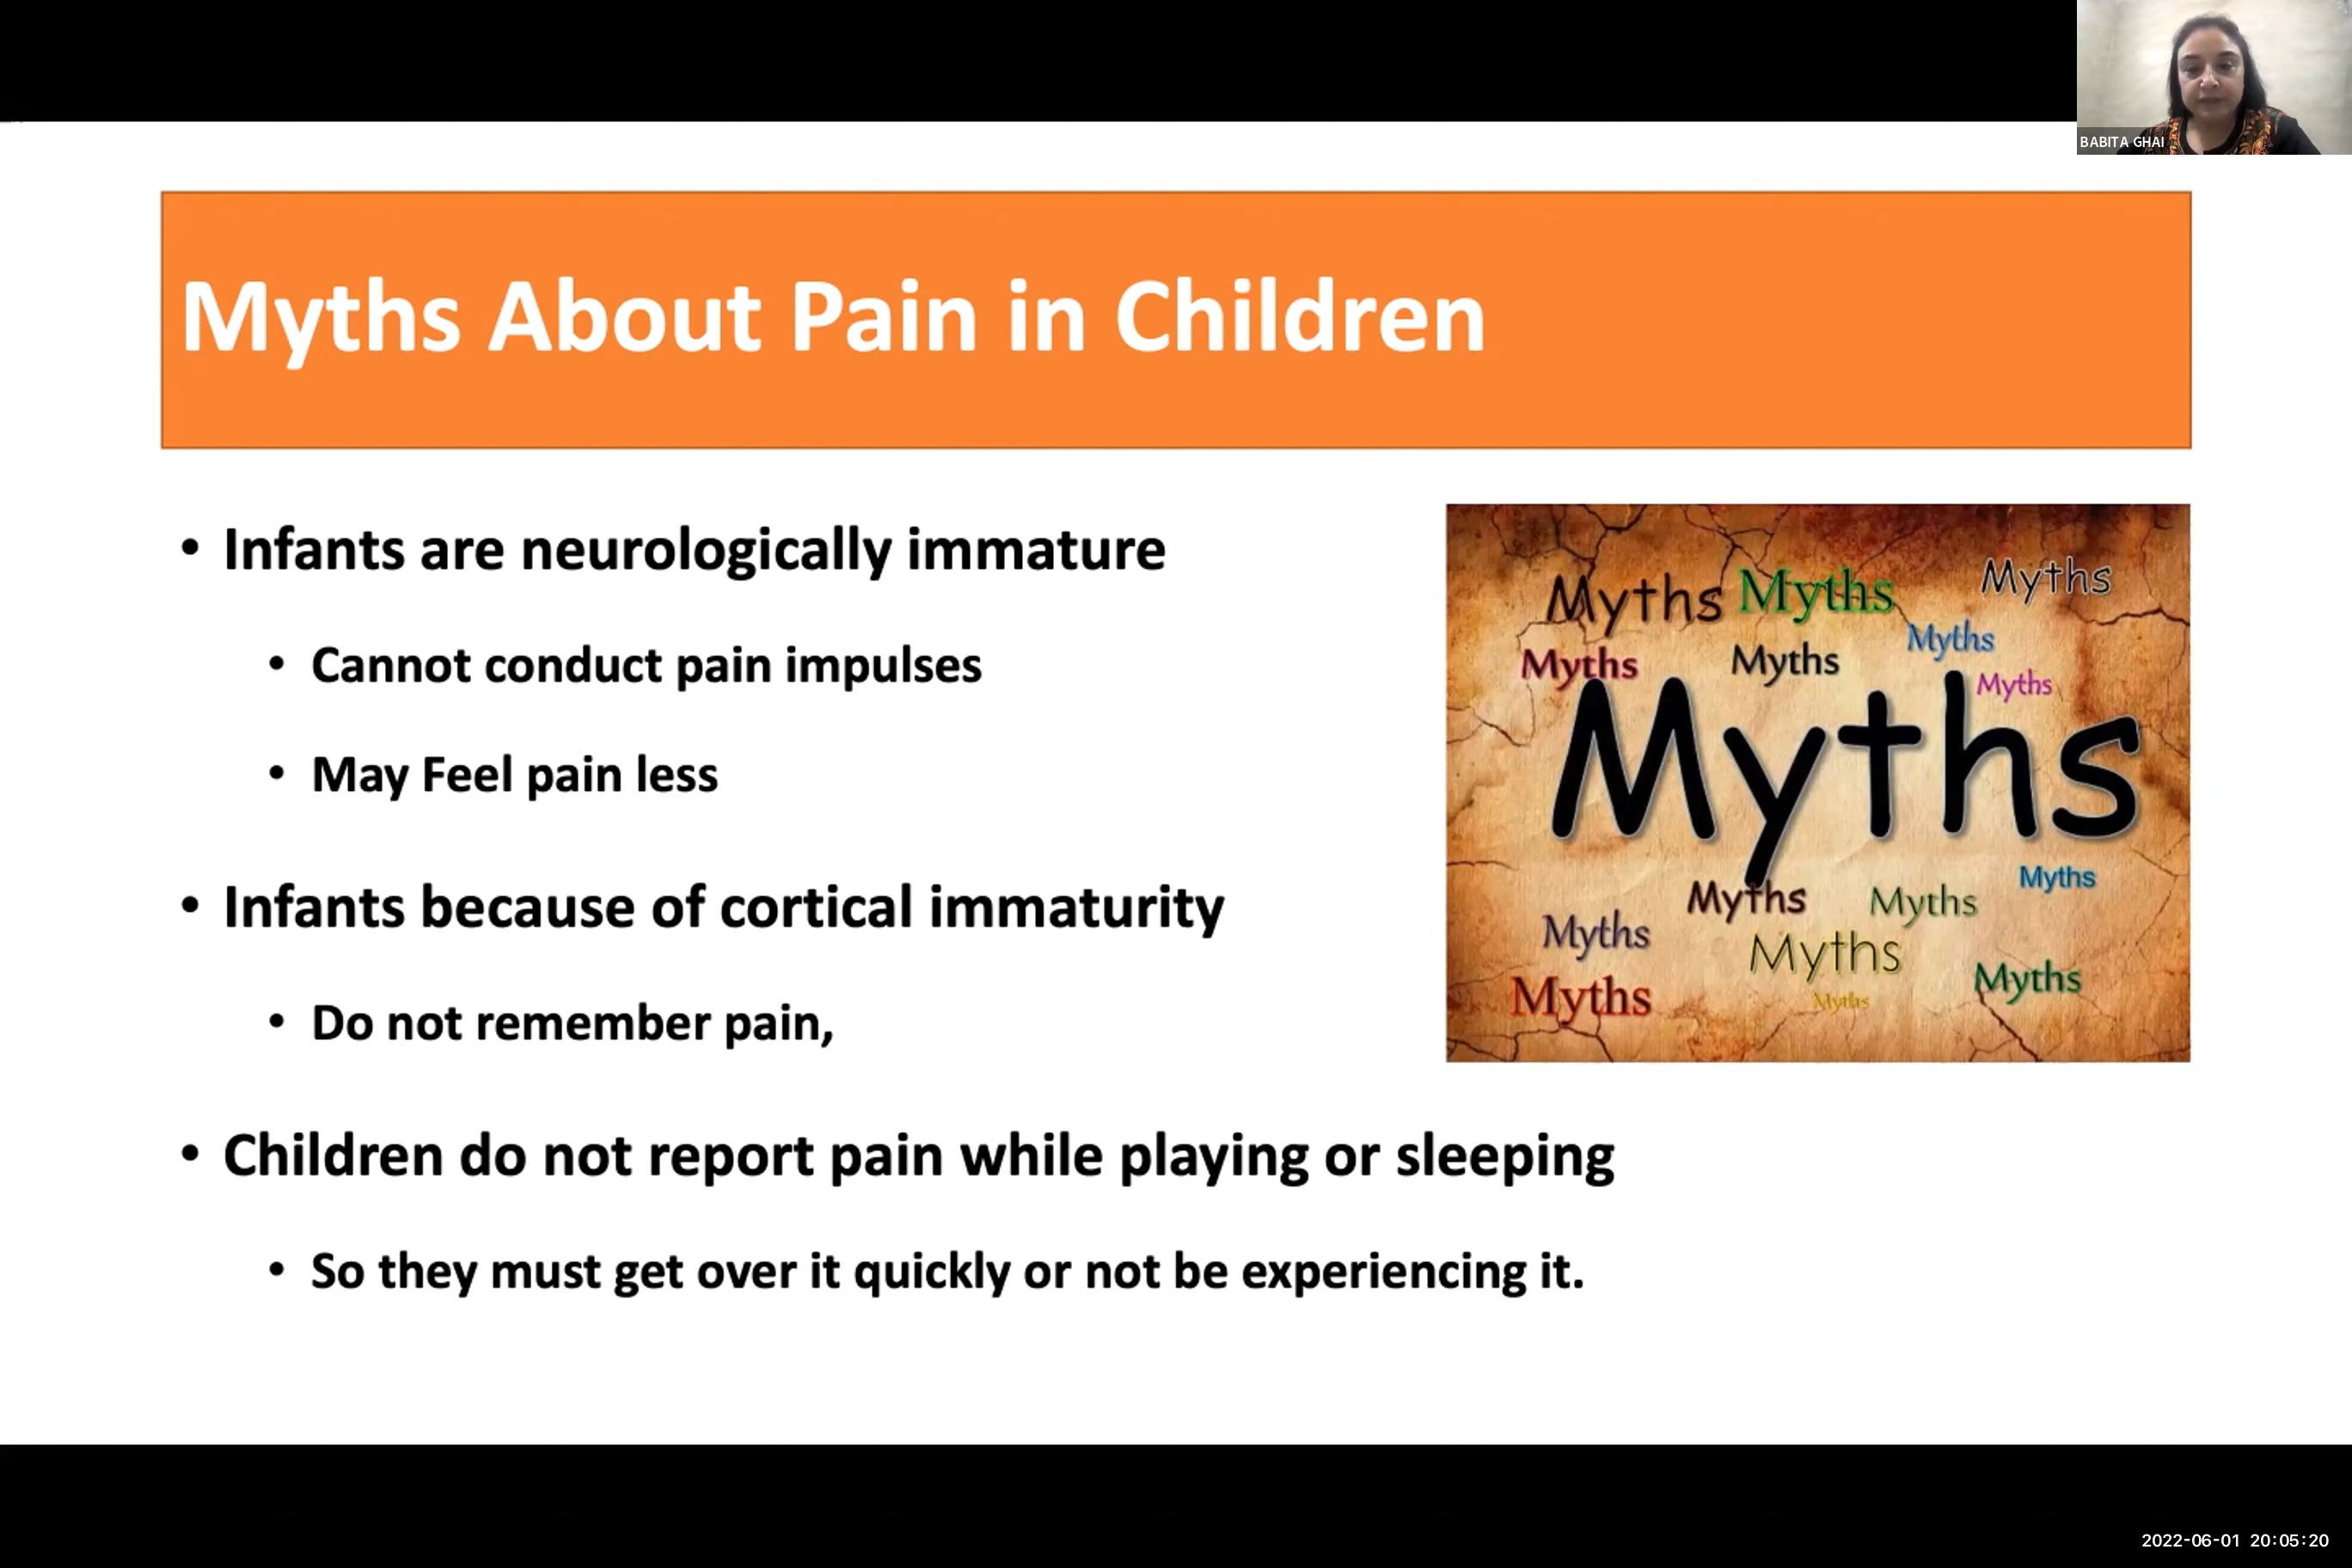 BABITA GHAI
Myths About Pain in Children
• Infants are neurologically immature
• Cannot conduct pain impulses
• May Feel pain less
• Infants because of cortical immaturity
• Do not remember pain,
• Children do not report pain while playing or sleeping
• So they must get over it quickly or not be experiencing it.
Myths Myths Myths
Myths Myths Myths
Myths
Myths
Myths
Myths Myths
Myths
Myths Myths
Myths Myths
2022-06-01 20:05:20